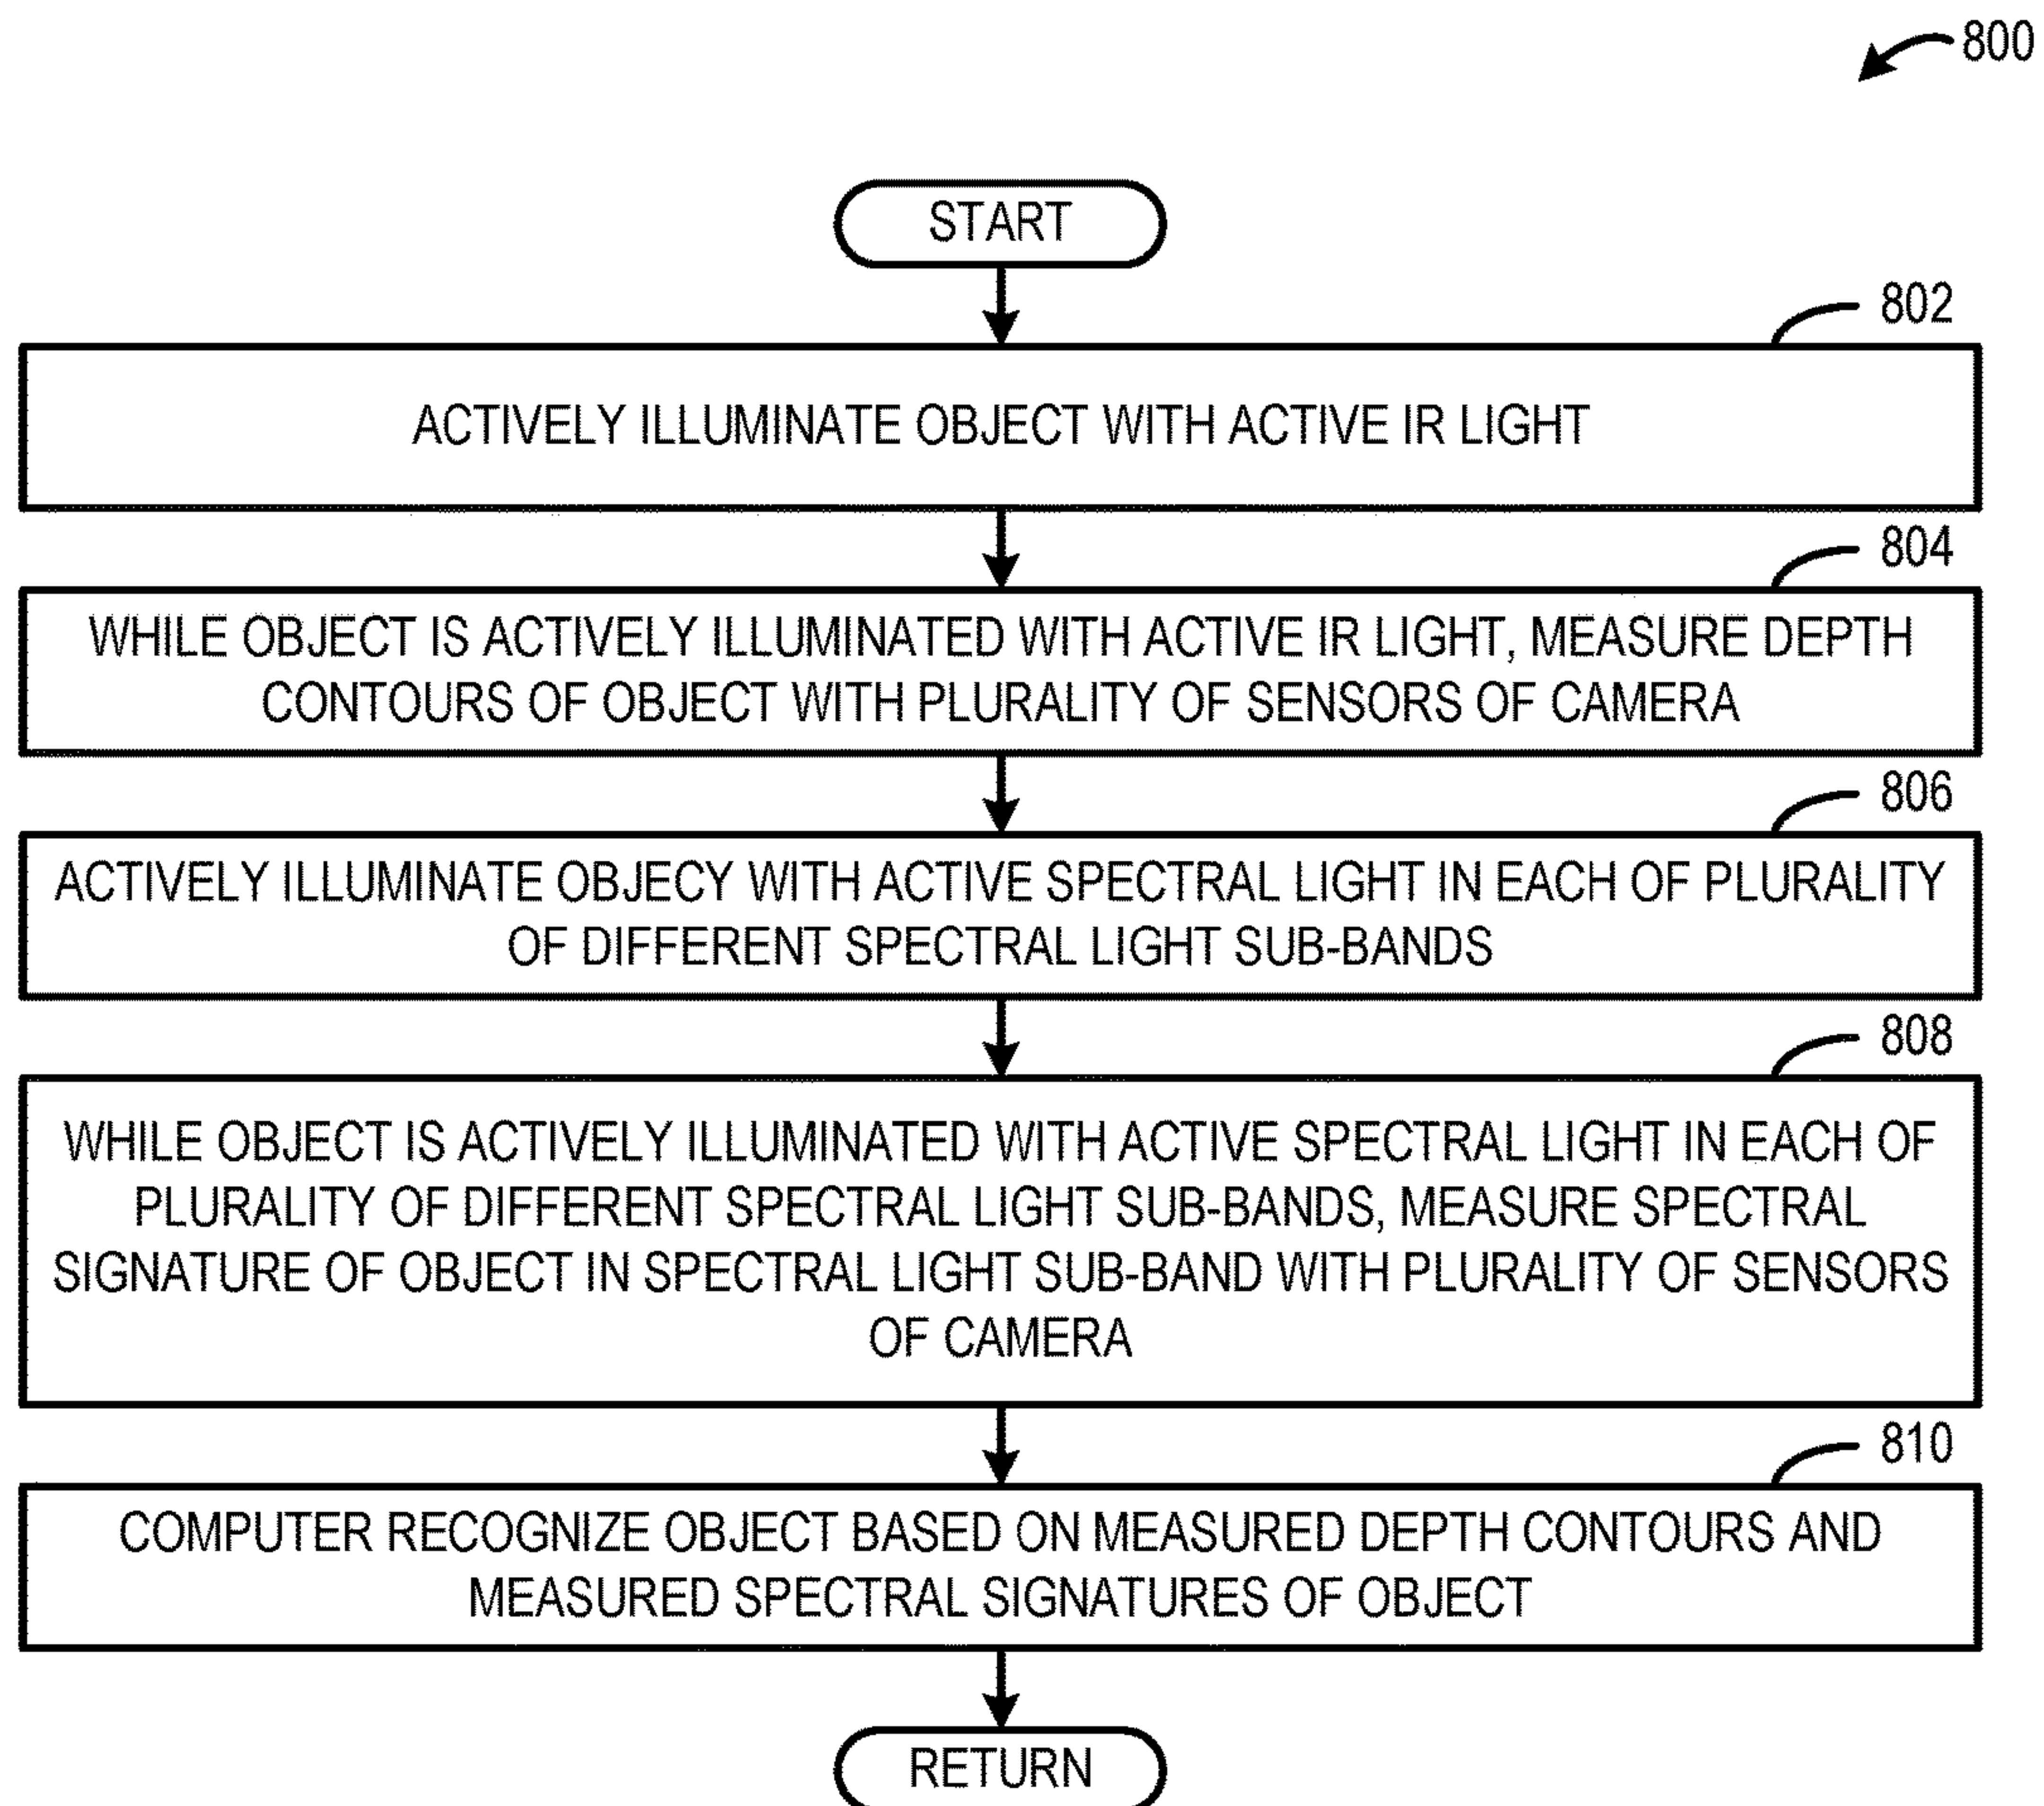 800
START
802
ACTIVELY ILLUMINATE OBJECT WITH ACTIVE IR LIGHT
804
WHILE OBJECT IS ACTIVELY ILLUMINATED WITH ACTIVE IR LIGHT, MEASURE DEPTH
CONTOURS OF OBJECT WITH PLURALITY OF SENSORS OF CAMERA
806
ACTIVELY ILLUMINATE OBJECY WITH ACTIVE SPECTRAL LIGHT IN EACH OF PLURALITY
OF DIFFERENT SPECTRAL LIGHT SUB-BANDS
808
WHILE OBJECT IS ACTIVELY ILLUMINATED WITH ACTIVE SPECTRAL LIGHT IN EACH OF
PLURALITY OF DIFFERENT SPECTRAL LIGHT SUB-BANDS, MEASURE SPECTRAL
SIGNATURE OF OBJECT IN SPECTRAL LIGHT SUB-BAND WITH PLURALITY OF SENSORS
OF CAMERA
810
COMPUTER RECOGNIZE OBJECT BASED ON MEASURED DEPTH CONTOURS AND
MEASURED SPECTRAL SIGNATURES OF OBJECT
RETURN